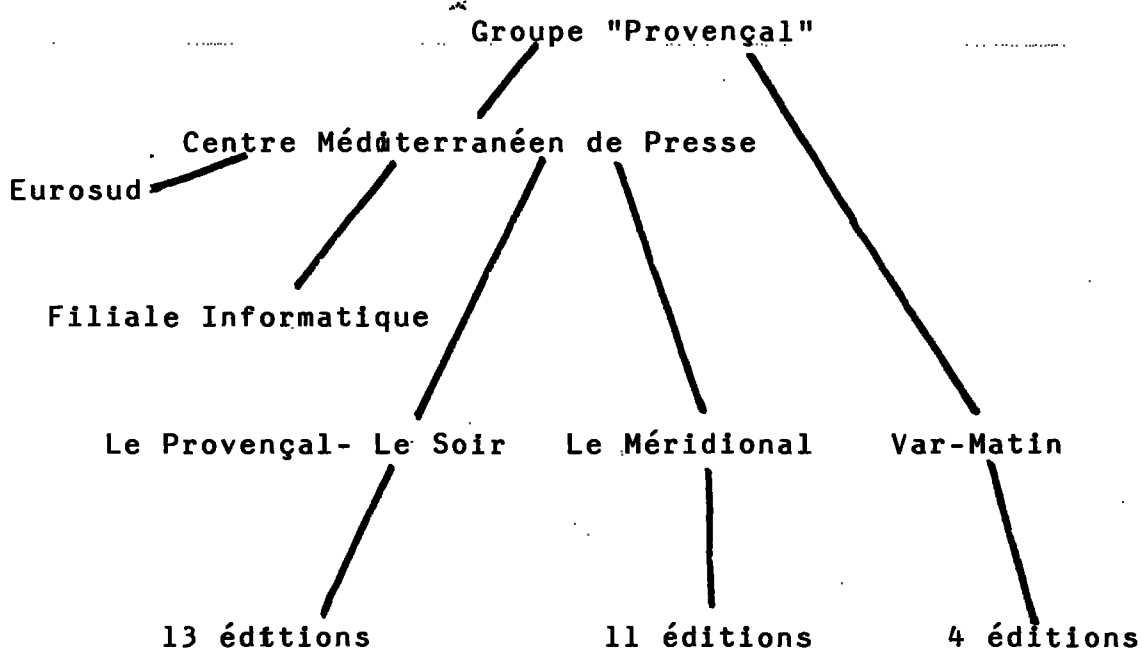 Groupe "Provençal"
Centre Méditerranéen de Presse
Eurosud
Filiale Informatique
Le Provençal- Le Soir Le Méridional Var-Matin
13 éditions 11 éditions 4 éditions